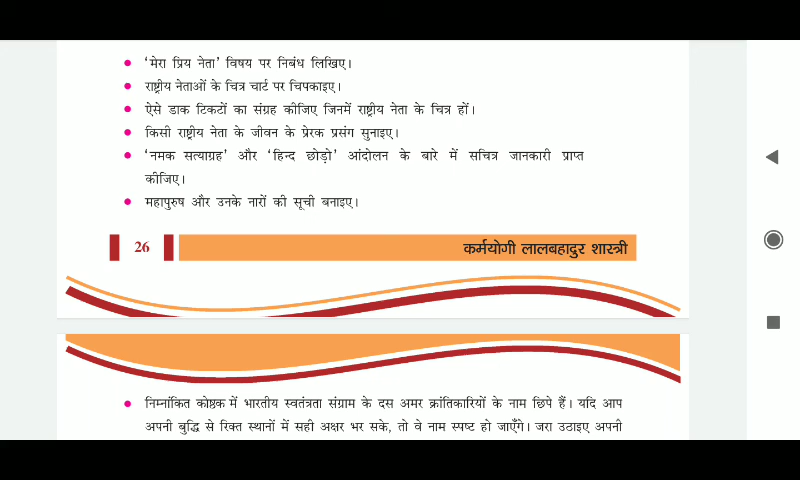 • 'मेरा प्रिय नेता' विषय पर निबंध लिखिए।
• राष्ट्रीय नेताओं के चित्र चार्ट पर चिपकाइए।
• ऐसे डाक टिकटों का संग्रह कीजिए जिनमें राष्ट्रीय नेता के चित्र हों।
• किसी राष्ट्रीय नेता के जीवन के प्रेरक प्रसंग सुनाइए।
• 'नमक सत्याग्रह' और 'हिन्द छोड़ो' आंदोलन के बारे में सचित्र जानकारी प्राप्त
कीजिए।
• महापुरुष और उनके नारों की सूची बनाइए।
26 कर्मयोगी लालबहादुर शास्त्री
• निम्नांकित कोष्ठक में भारतीय स्वतंत्रता संग्राम के दस अमर क्रांतिकारियों के नाम छिपे हैं। यदि आप
अपनी बुद्धि से रिक्त स्थानों में सही अक्षर भर सके, तो वे नाम स्पष्ट हो जाएँगे। जरा उठाइए अपनी